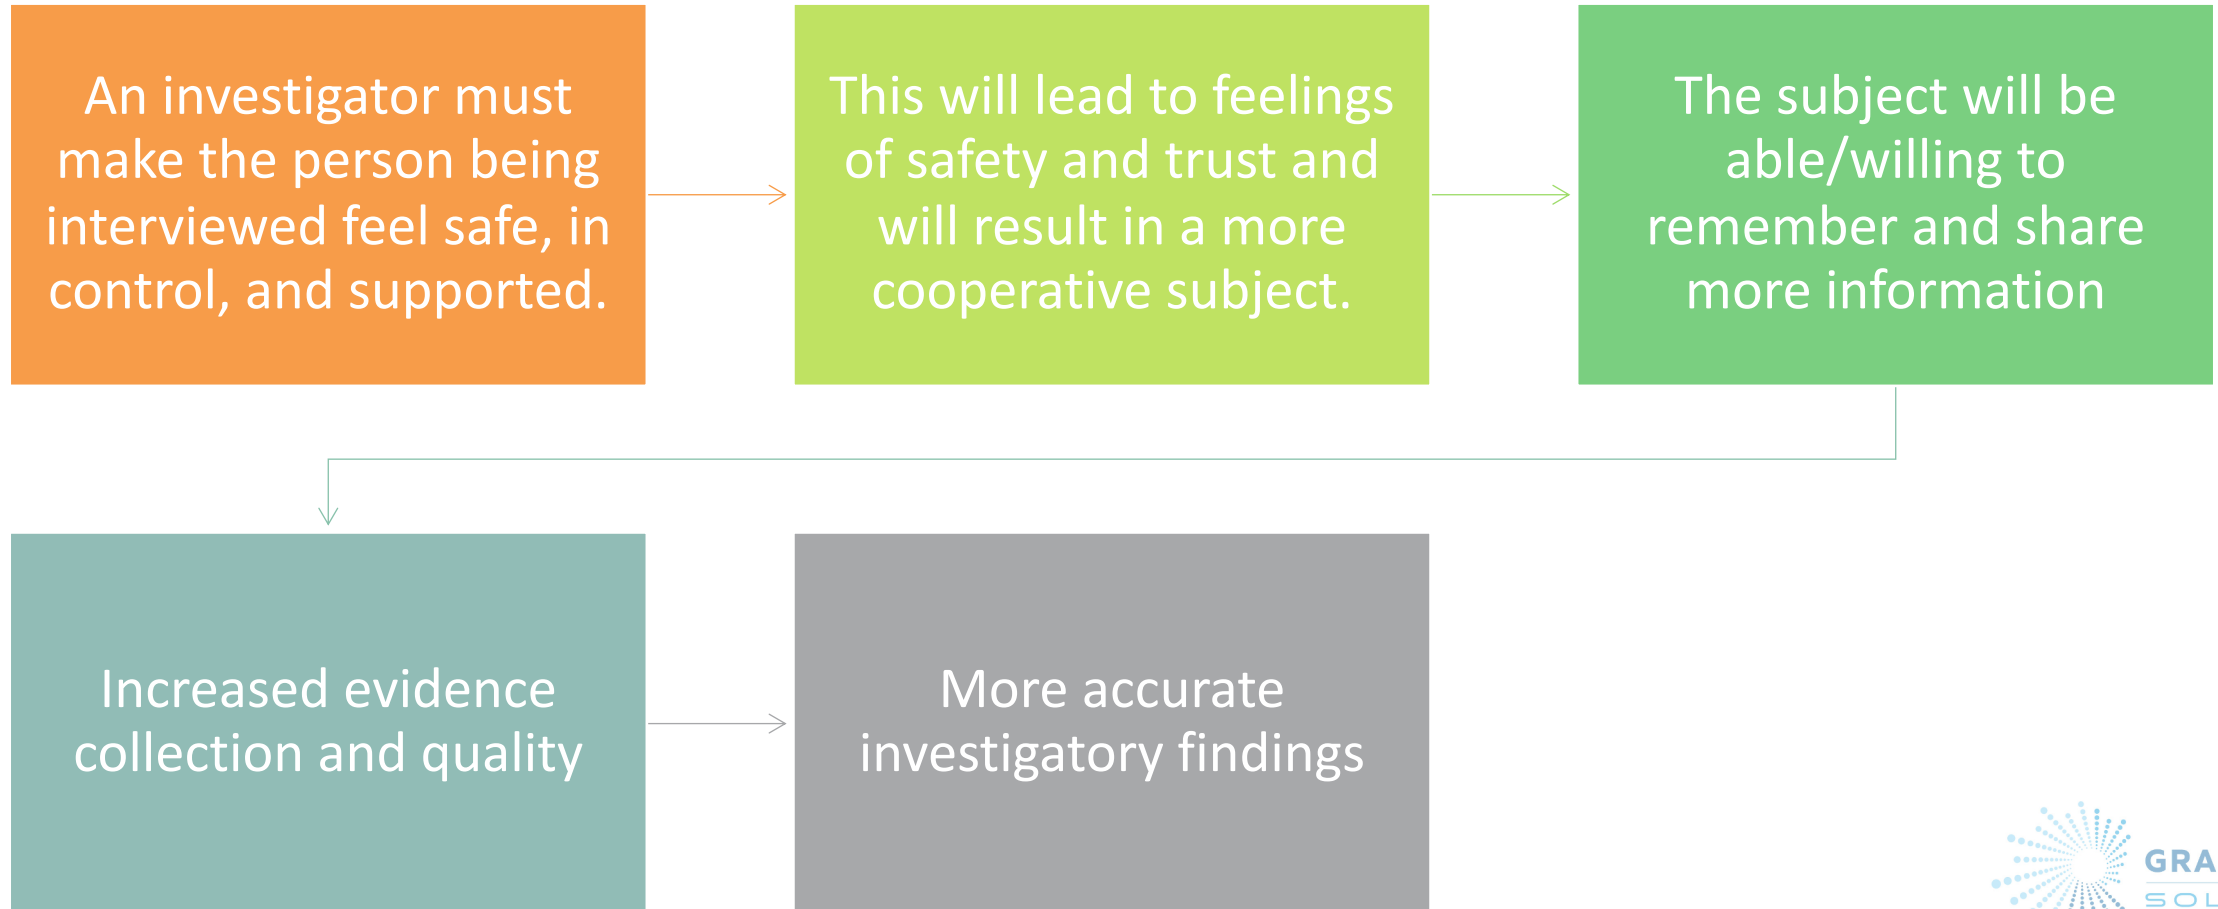 An investigator must
make the person being
interviewed feel safe, in
control, and supported.
This will lead to feelings
of safety and trust and
will result in a more
cooperative subject.
The subject will be
able/willing to
remember and share
more information
Increased evidence
collection and quality
More accurate
investigatory findings
GRA
SOL